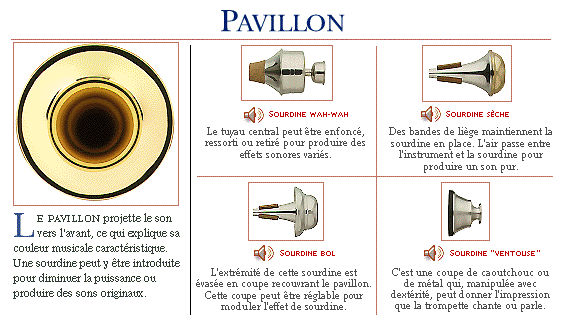 PAVILLON
LE PAVILLON projette le son
vers l'avant, ce qui explique sa
couleur musicale caractéristique.
Une sourdine peut y être introduite
pour diminuer la puissance ou
produire des sons originaux.
SOURDINE WAH-WAH
Le tuyau central peut être enfoncé,
ressorti ou retiré pour produire des
effets sonores variés.
SOURDINE SÈCHE
Des bandes de liège maintiennent la
sourdine en place. L'air passe entre
l'instrument et la sourdine pour
produire un son pur.
SOURDINE BOL
L'extrémité de cette sourdine est
évasée en coupe recouvrant le pavillon.
Cette coupe peut être réglable pour
moduler l'effet de sourdine.
SOURDINE "VENTOUSE"
C'est une coupe de caoutchouc ou
de métal qui, manipulée avec
dextérité, peut donner l'impression
que la trompette chante ou parle.